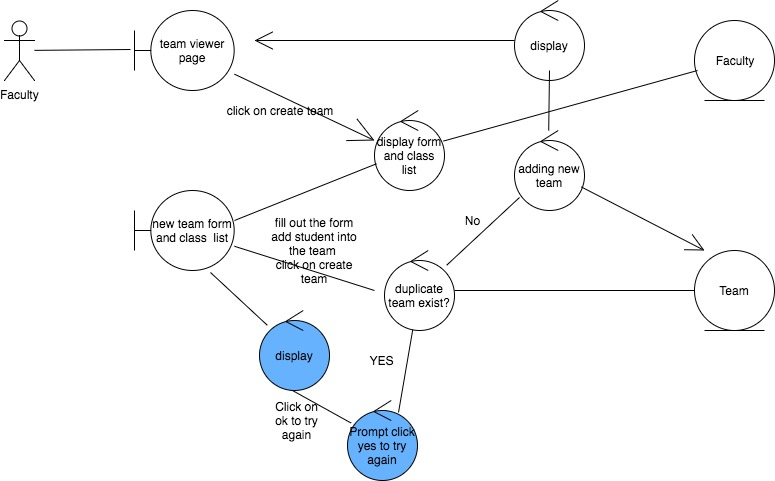 team viewer
page
display
Faculty
Faculty
click on create team
display form
and class
list
adding new
team
new team form
and class list
fill out the form
add student into
the team
click on create
team
No
duplicate
team exist?
Team
display
YES
Click on
ok to try
again
Prompt click
yes to try
again